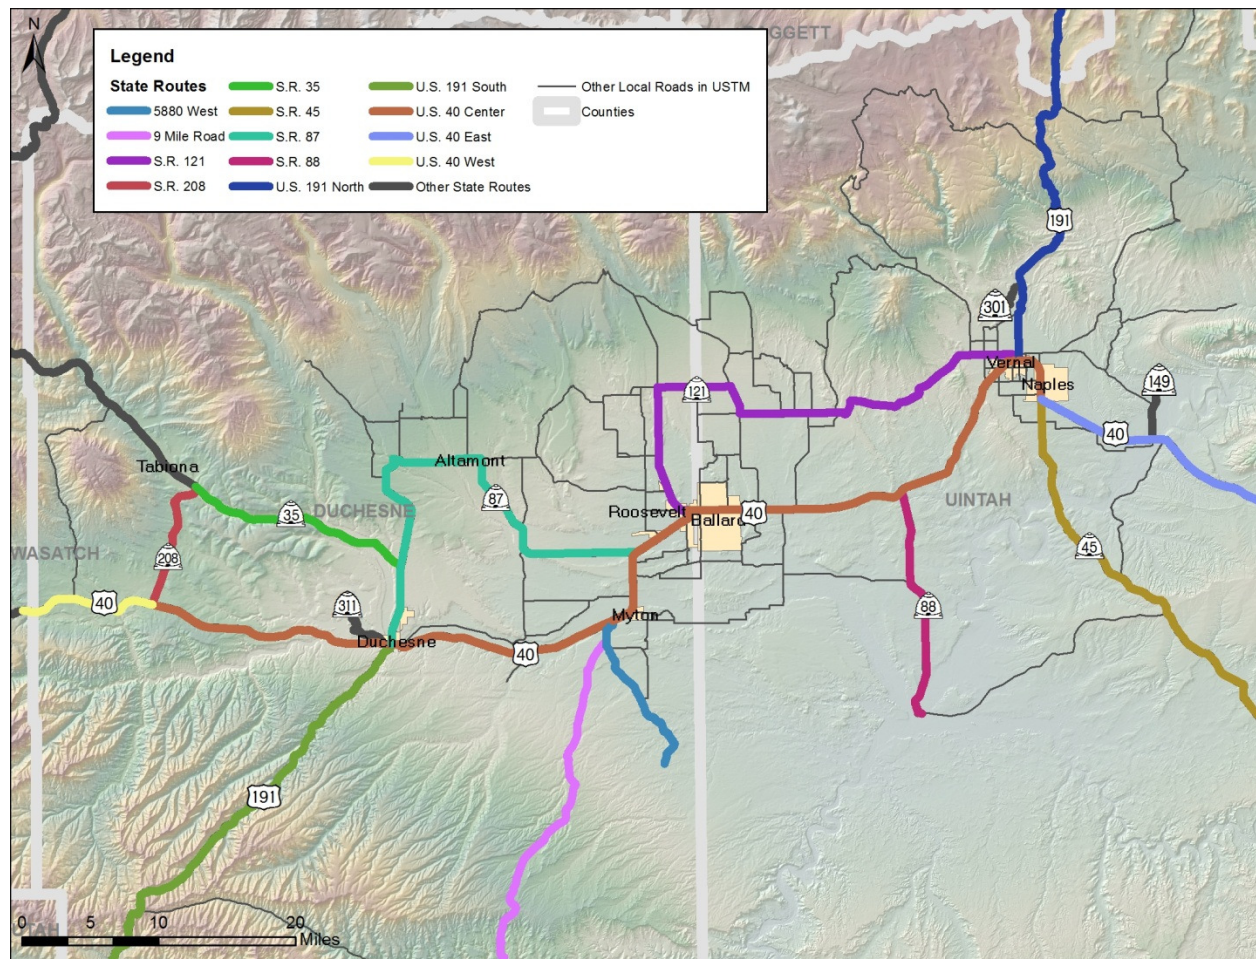 N
GGETT
Legend
State Routes
5880 West
9 Mile Road
S.R. 121
S.R. 208
S.R. 35
S.R. 45
S.R. 87
S.R. 88
U.S. 191 North
U.S. 191 South
U.S. 40 Center
U.S. 40 East
U.S. 40 West
Other State Routes
Other Local Roads in USTM
Counties
191
301
Vernal
Naples
149
121
40
Tabiona
Altamont
87
UINTAH
35
DUCHESNE
Roosevelt
Ballard
40
WASATCH
208
45
40
311
88
Myton
Duchesne
40
191
0 5 10 20
Miles
TAH